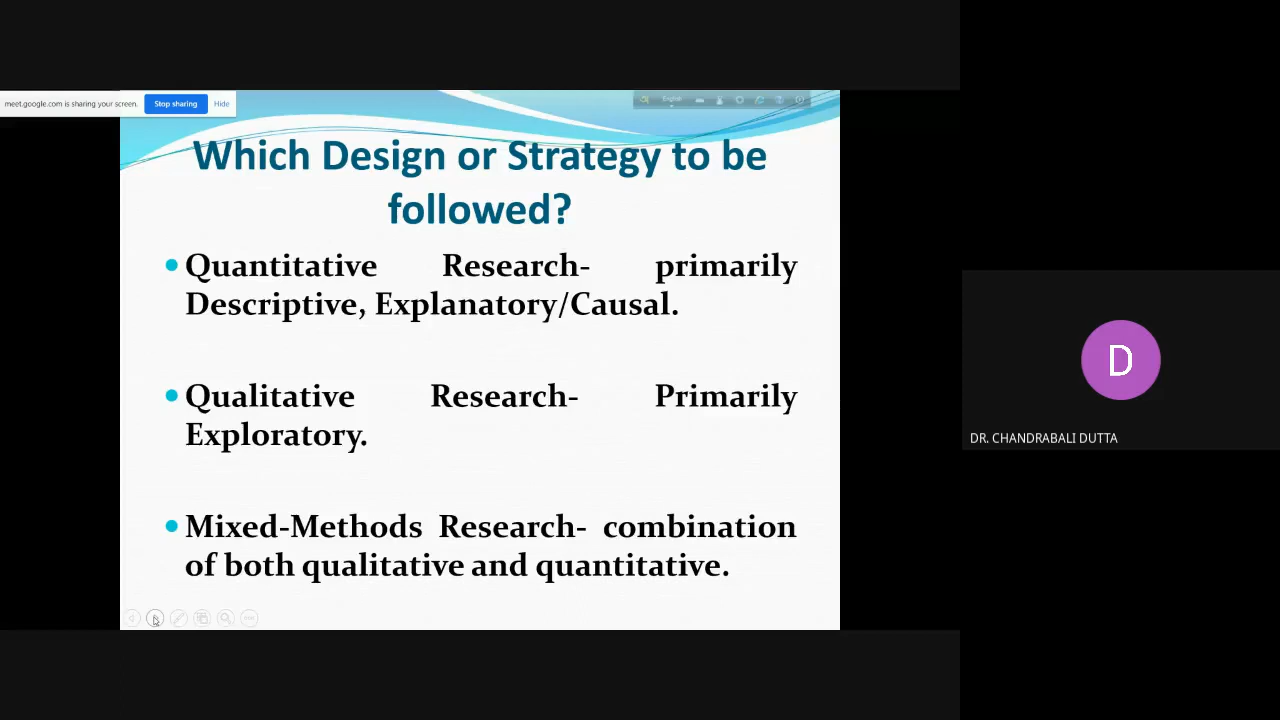 meet.google.com is sharing your screen. Stop sharing Hide
English
Which Design or Strategy to be
followed?
Quantitative Research- primarily
Descriptive, Explanatory/Causal.
Qualitative Research- Primarily
Exploratory.
Mixed-Methods Research- combination
of both qualitative and quantitative.
D
DR. CHANDRABALI DUTTA